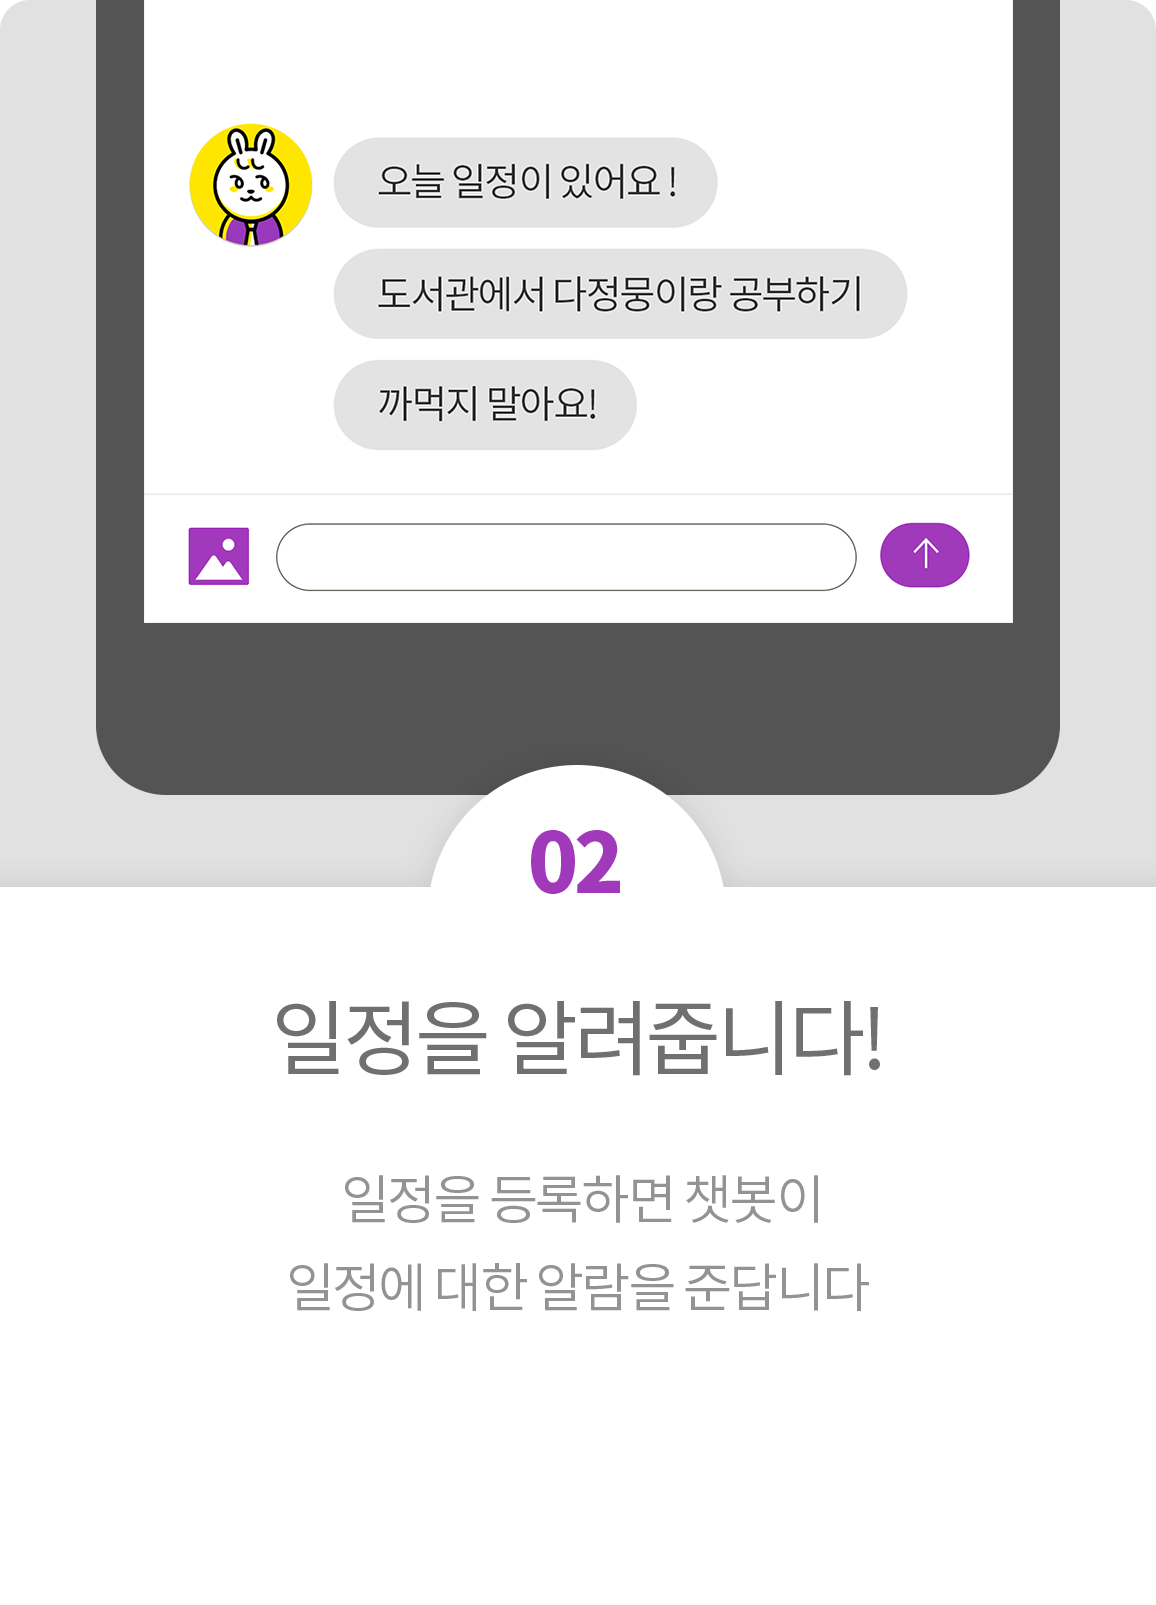 오늘 일정이 있어요 !
도서관에서 다정뭉이랑 공부하기
까먹지 말아요!
02
일정을 알려줍니다!
일정을 등록하면 챗봇이
일정에 대한 알람을 준답니다